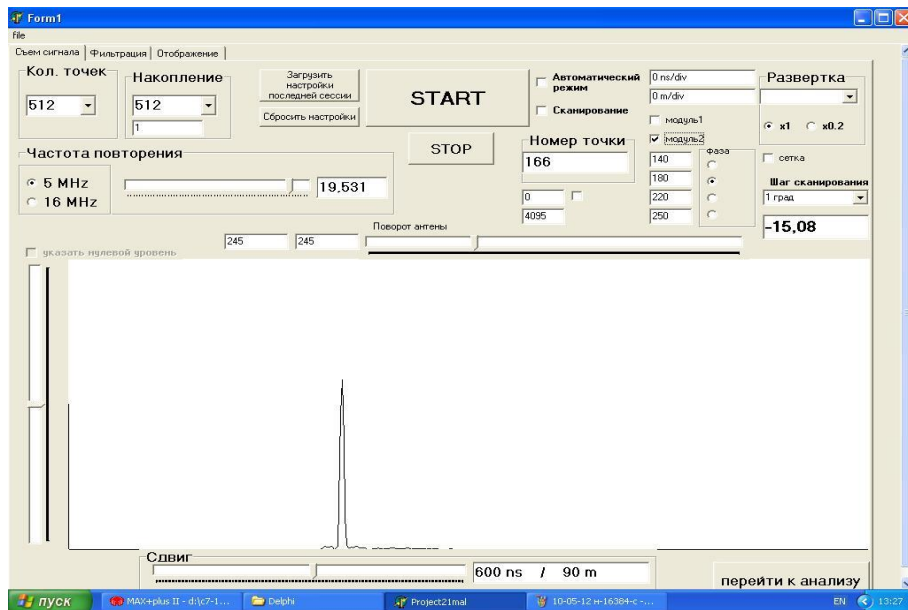 Form1
file
Съем сигнала Фильтрация Отображение
Кол. точек
512
Накопление
512
1
Загрузить
настройки
последней сессии
Сбросить настройки
START
STOP
Автоматический
режим
Сканирование
0 ns/div
0 m/div
модуль1
модуль2
Развертка
x1 x0.2
Номер точки
166
0
4095
140
180
220
250
Фаза
сетка
Шаг сканирования
1 град
-15,08
Частота повторения
5 MHz
16 MHz
19,531
Поворот антены
245 245
указать нулевой уровень
Сдвиг
600 ns / 90 m
перейти к анализу
пуск
MAX+plus II - d:\c7-1...
Delphi
Project21mal
10-05-12 н-16384-с -...
EN
13:27